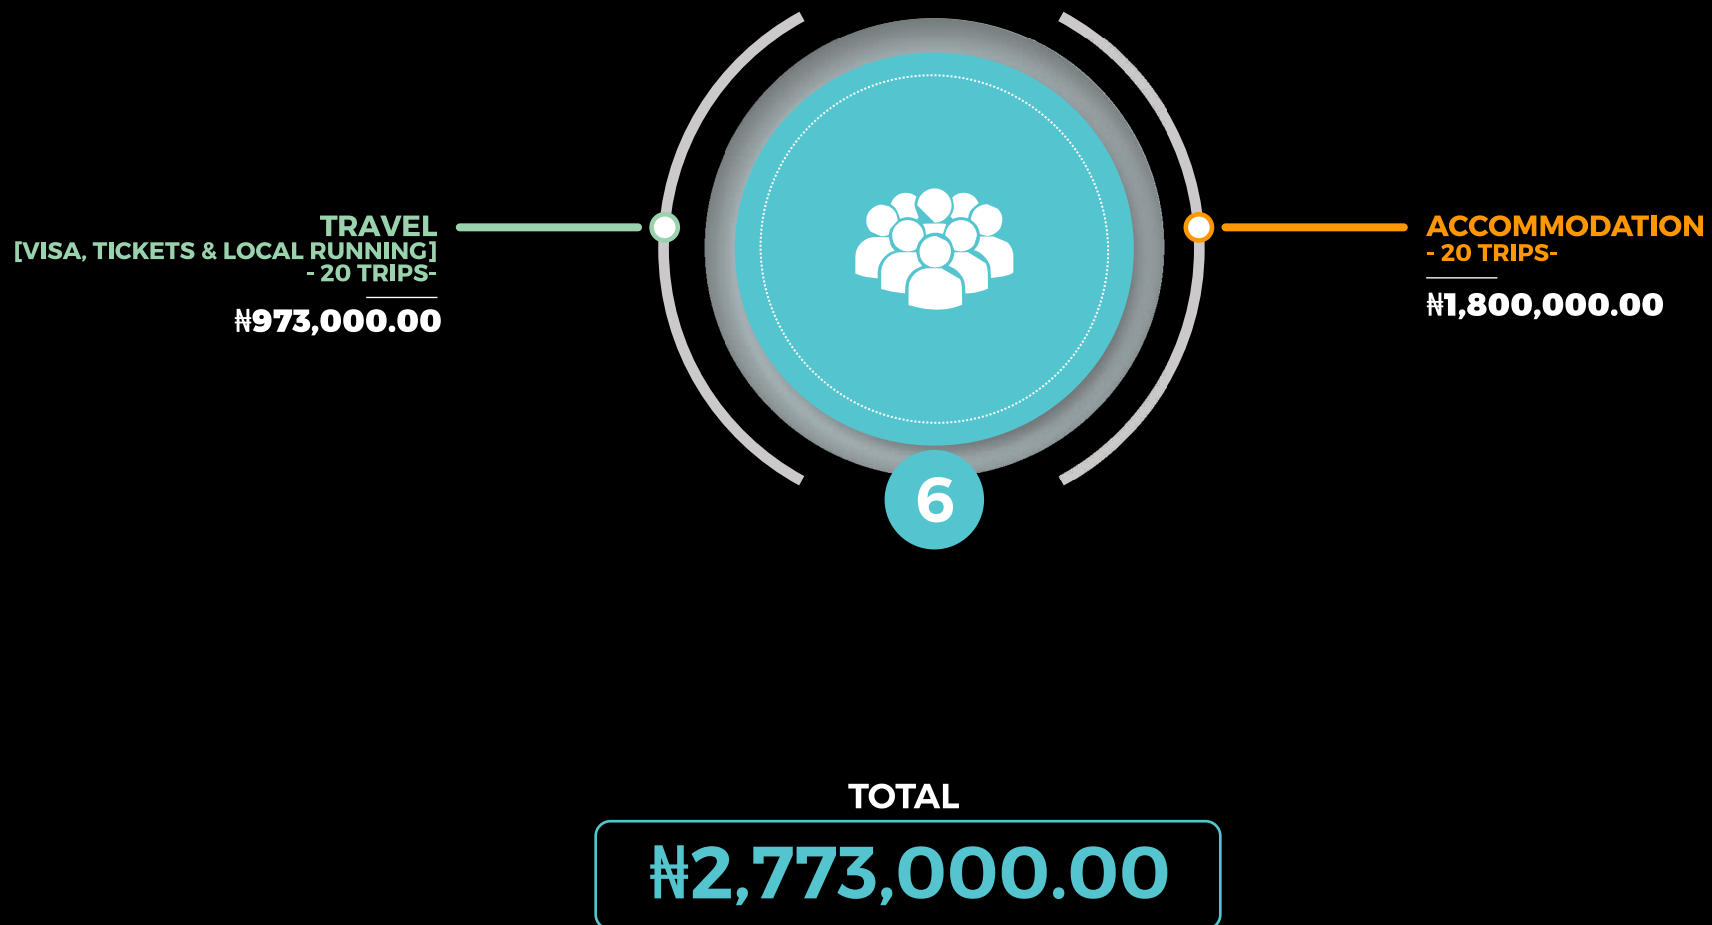 TRAVEL
[VISA, TICKETS & LOCAL RUNNING]
- 20 TRIPS-
₦973,000.00
ACCOMMODATION
- 20 TRIPS-
₦1,800,000.00
6
TOTAL
₦2,773,000.00